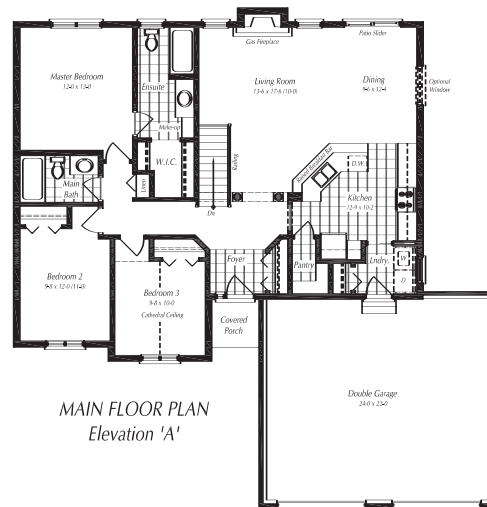 Gas Fireplace
Patio Slider
Master Bedroom
12-0 x 13-0
Ensuite
Make-up
W.I.C.
Linen
Living Room
13-6 x 17-6 (10-0)
Dining
9-6 x 12-4
Optional
Window
Railing
Raised Breakfast Bar
D.W.
Kitchen
12-9 x 10-2
Main
Bath
Dn
Foyer
Pantry
Lndry.
W
D
Bedroom 2
9-8 x 12-0 (11-0)
Bedroom 3
9-8 x 10-0
Cathedral Ceiling
Covered
Porch
Double Garage
24-0 x 22-0
MAIN FLOOR PLAN
Elevation 'A'